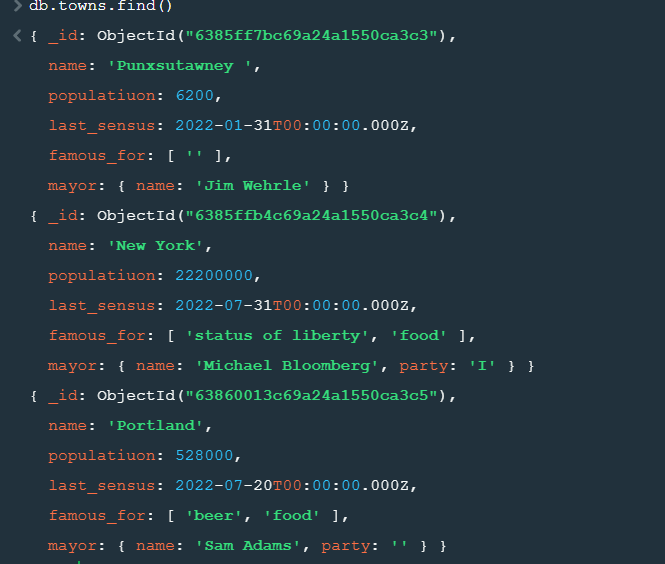 > db.towns.find()
< { _id: ObjectId("6385ff7bc69a24a1550ca3c3"),
name: 'Punxsutawney ',
populatiuon: 6200,
last_sensus: 2022-01-31T00:00:00.000Z,
famous_for: [ '' ],
mayor: { name: 'Jim Wehrle' } }
{ _id: ObjectId("6385ffb4c69a24a1550ca3c4"),
name: 'New York',
populatiuon: 22200000,
last_sensus: 2022-07-31T00:00:00.000Z,
famous_for: [ 'status of liberty', 'food' ],
mayor: { name: 'Michael Bloomberg', party: 'I' } }
{ _id: ObjectId("63860013c69a24a1550ca3c5"),
name: 'Portland',
populatiuon: 528000,
last_sensus: 2022-07-20T00:00:00.000Z,
famous_for: [ 'beer', 'food' ],
mayor: { name: 'Sam Adams', party: '' } }